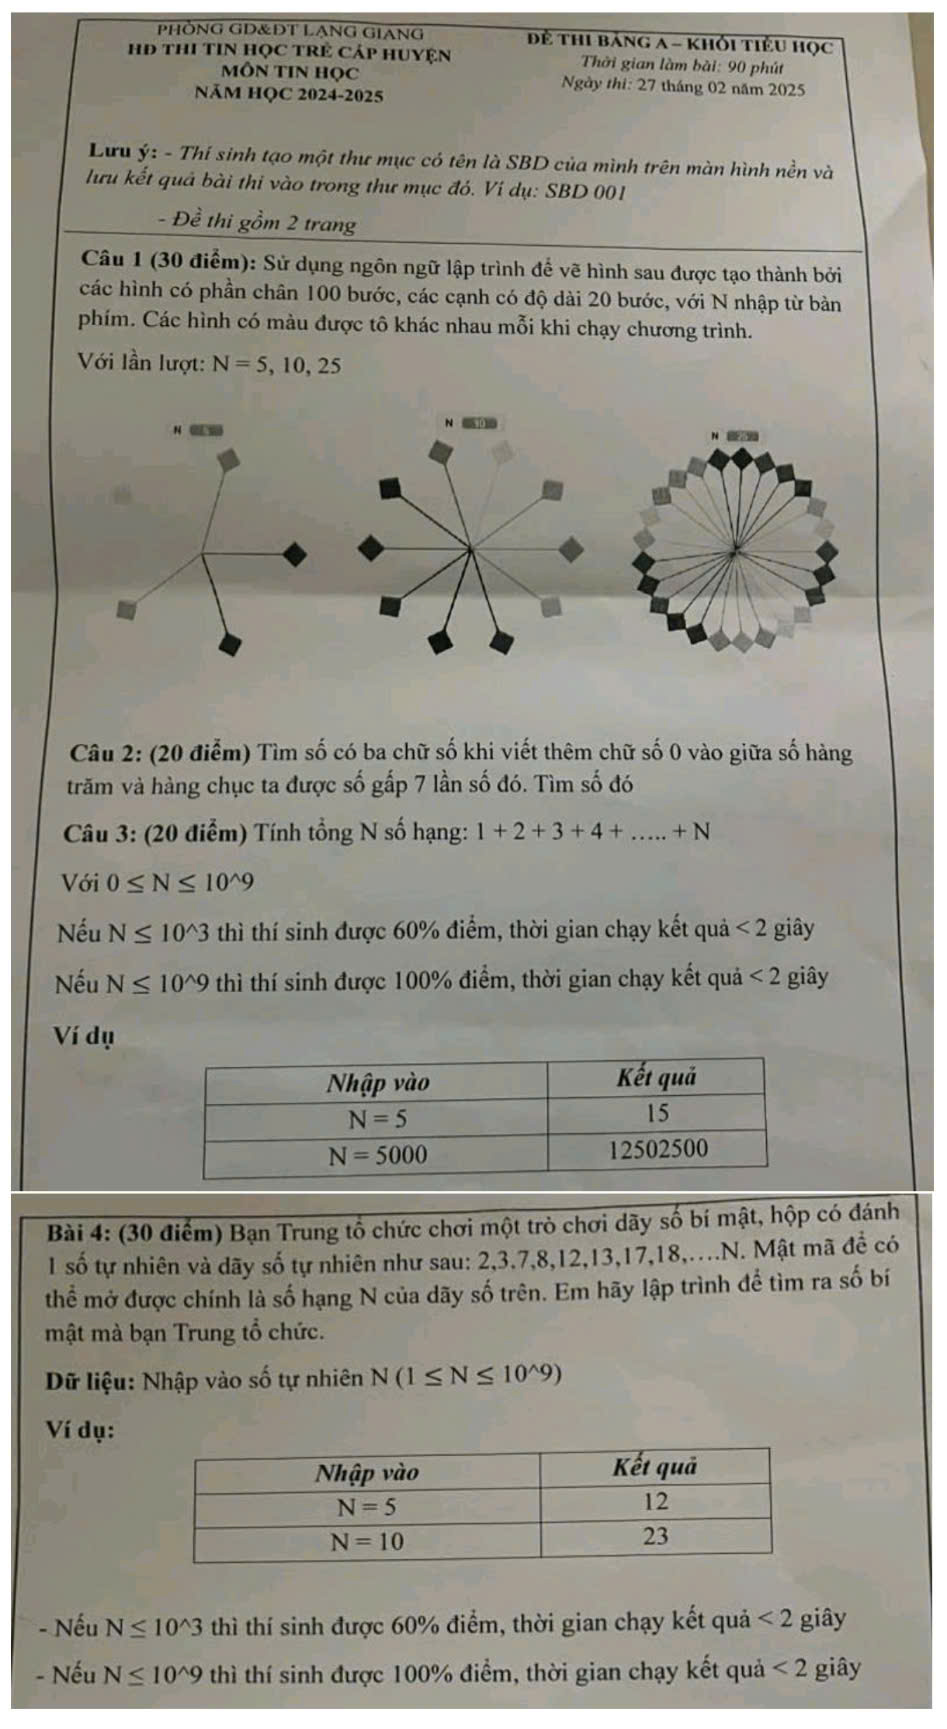 PHÒNG GD&ĐT LẠNG GIANG
HĐ THI TIN HỌC TRẺ CẤP HUYỆN
MÔN TIN HỌC
NĂM HỌC 2024-2025
ĐỀ THI BẢNG A – KHỐI TIỂU HỌC
Thời gian làm bài: 90 phút
Ngày thi: 27 tháng 02 năm 2025
Lưu ý: - Thí sinh tạo một thư mục có tên là SBD của mình trên màn hình nền và
lưu kết quả bài thi vào trong thư mục đó. Ví dụ: SBD 001
- Đề thi gồm 2 trang
Câu 1 (30 điểm): Sử dụng ngôn ngữ lập trình để vẽ hình sau được tạo thành bởi
các hình có phần chân 100 bước, các cạnh có độ dài 20 bước, với N nhập từ bàn
phím. Các hình có màu được tô khác nhau mỗi khi chạy chương trình.
Với lần lượt: N = 5, 10, 25
N 5
N 10
N 25
Câu 2: (20 điểm) Tìm số có ba chữ số khi viết thêm chữ số 0 vào giữa số hàng
trăm và hàng chục ta được số gấp 7 lần số đó. Tìm số đó
Câu 3: (20 điểm) Tính tổng N số hạng: 1 + 2 + 3 + 4 + ..... + N
Với 0 ≤ N ≤ 10^9
Nếu N ≤ 10^3 thì thí sinh được 60% điểm, thời gian chạy kết quả < 2 giây
Nếu N ≤ 10^9 thì thí sinh được 100% điểm, thời gian chạy kết quả < 2 giây
Ví dụ
Nhập vào Kết quả
N = 5 15
N = 5000 12502500
Bài 4: (30 điểm) Bạn Trung tổ chức chơi một trò chơi dãy số bí mật, hộp có đánh
1 số tự nhiên và dãy số tự nhiên như sau: 2,3,7,8,12,13,17,18,....N. Mật mã để có
thể mở được chính là số hạng N của dãy số trên. Em hãy lập trình để tìm ra số bí
mật mà bạn Trung tổ chức.
Dữ liệu: Nhập vào số tự nhiên N (1 ≤ N ≤ 10^9)
Ví dụ:
Nhập vào Kết quả
N = 5 12
N = 10 23
- Nếu N ≤ 10^3 thì thí sinh được 60% điểm, thời gian chạy kết quả < 2 giây
- Nếu N ≤ 10^9 thì thí sinh được 100% điểm, thời gian chạy kết quả < 2 giây